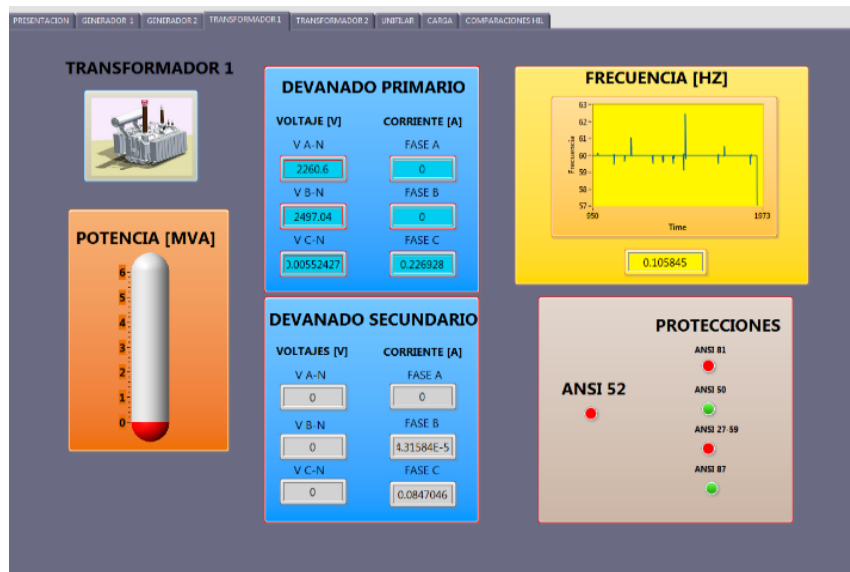 PRESENTACION GENERADOR 1 GENERADOR 2 TRANSFORMADOR1 TRANSFORMADOR 2 UNIFILAR CARGA COMPARACIONES HIL
TRANSFORMADOR 1
POTENCIA [MVA]
6
5
4
3
2
1
0
DEVANADO PRIMARIO
VOLTAJE [V] CORRIENTE [A]
V A-N FASE A
2260.6 0
V B-N FASE B
2497.04 0
V C-N FASE C
0.00552427 0.226928
DEVANADO SECUNDARIO
VOLTAJES [V] CORRIENTE [A]
V A-N FASE A
0 0
V B-N FASE B
0 4.31584E-5
V C-N FASE C
0 0.0847046
FRECUENCIA [HZ]
63
62
61
60
59
58
57
Frecuencia
950 1973
Time
0.105845
PROTECCIONES
ANSI 81
ANSI 52
ANSI 50
ANSI 27-59
ANSI 87